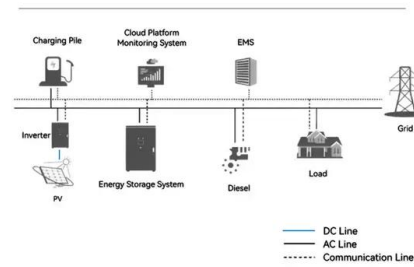 Charging Pile
Cloud Platform
Monitoring System
EMS
Grid
Inverter
PV
Energy Storage System
Diesel
Load
DC Line
AC Line
Communication Line